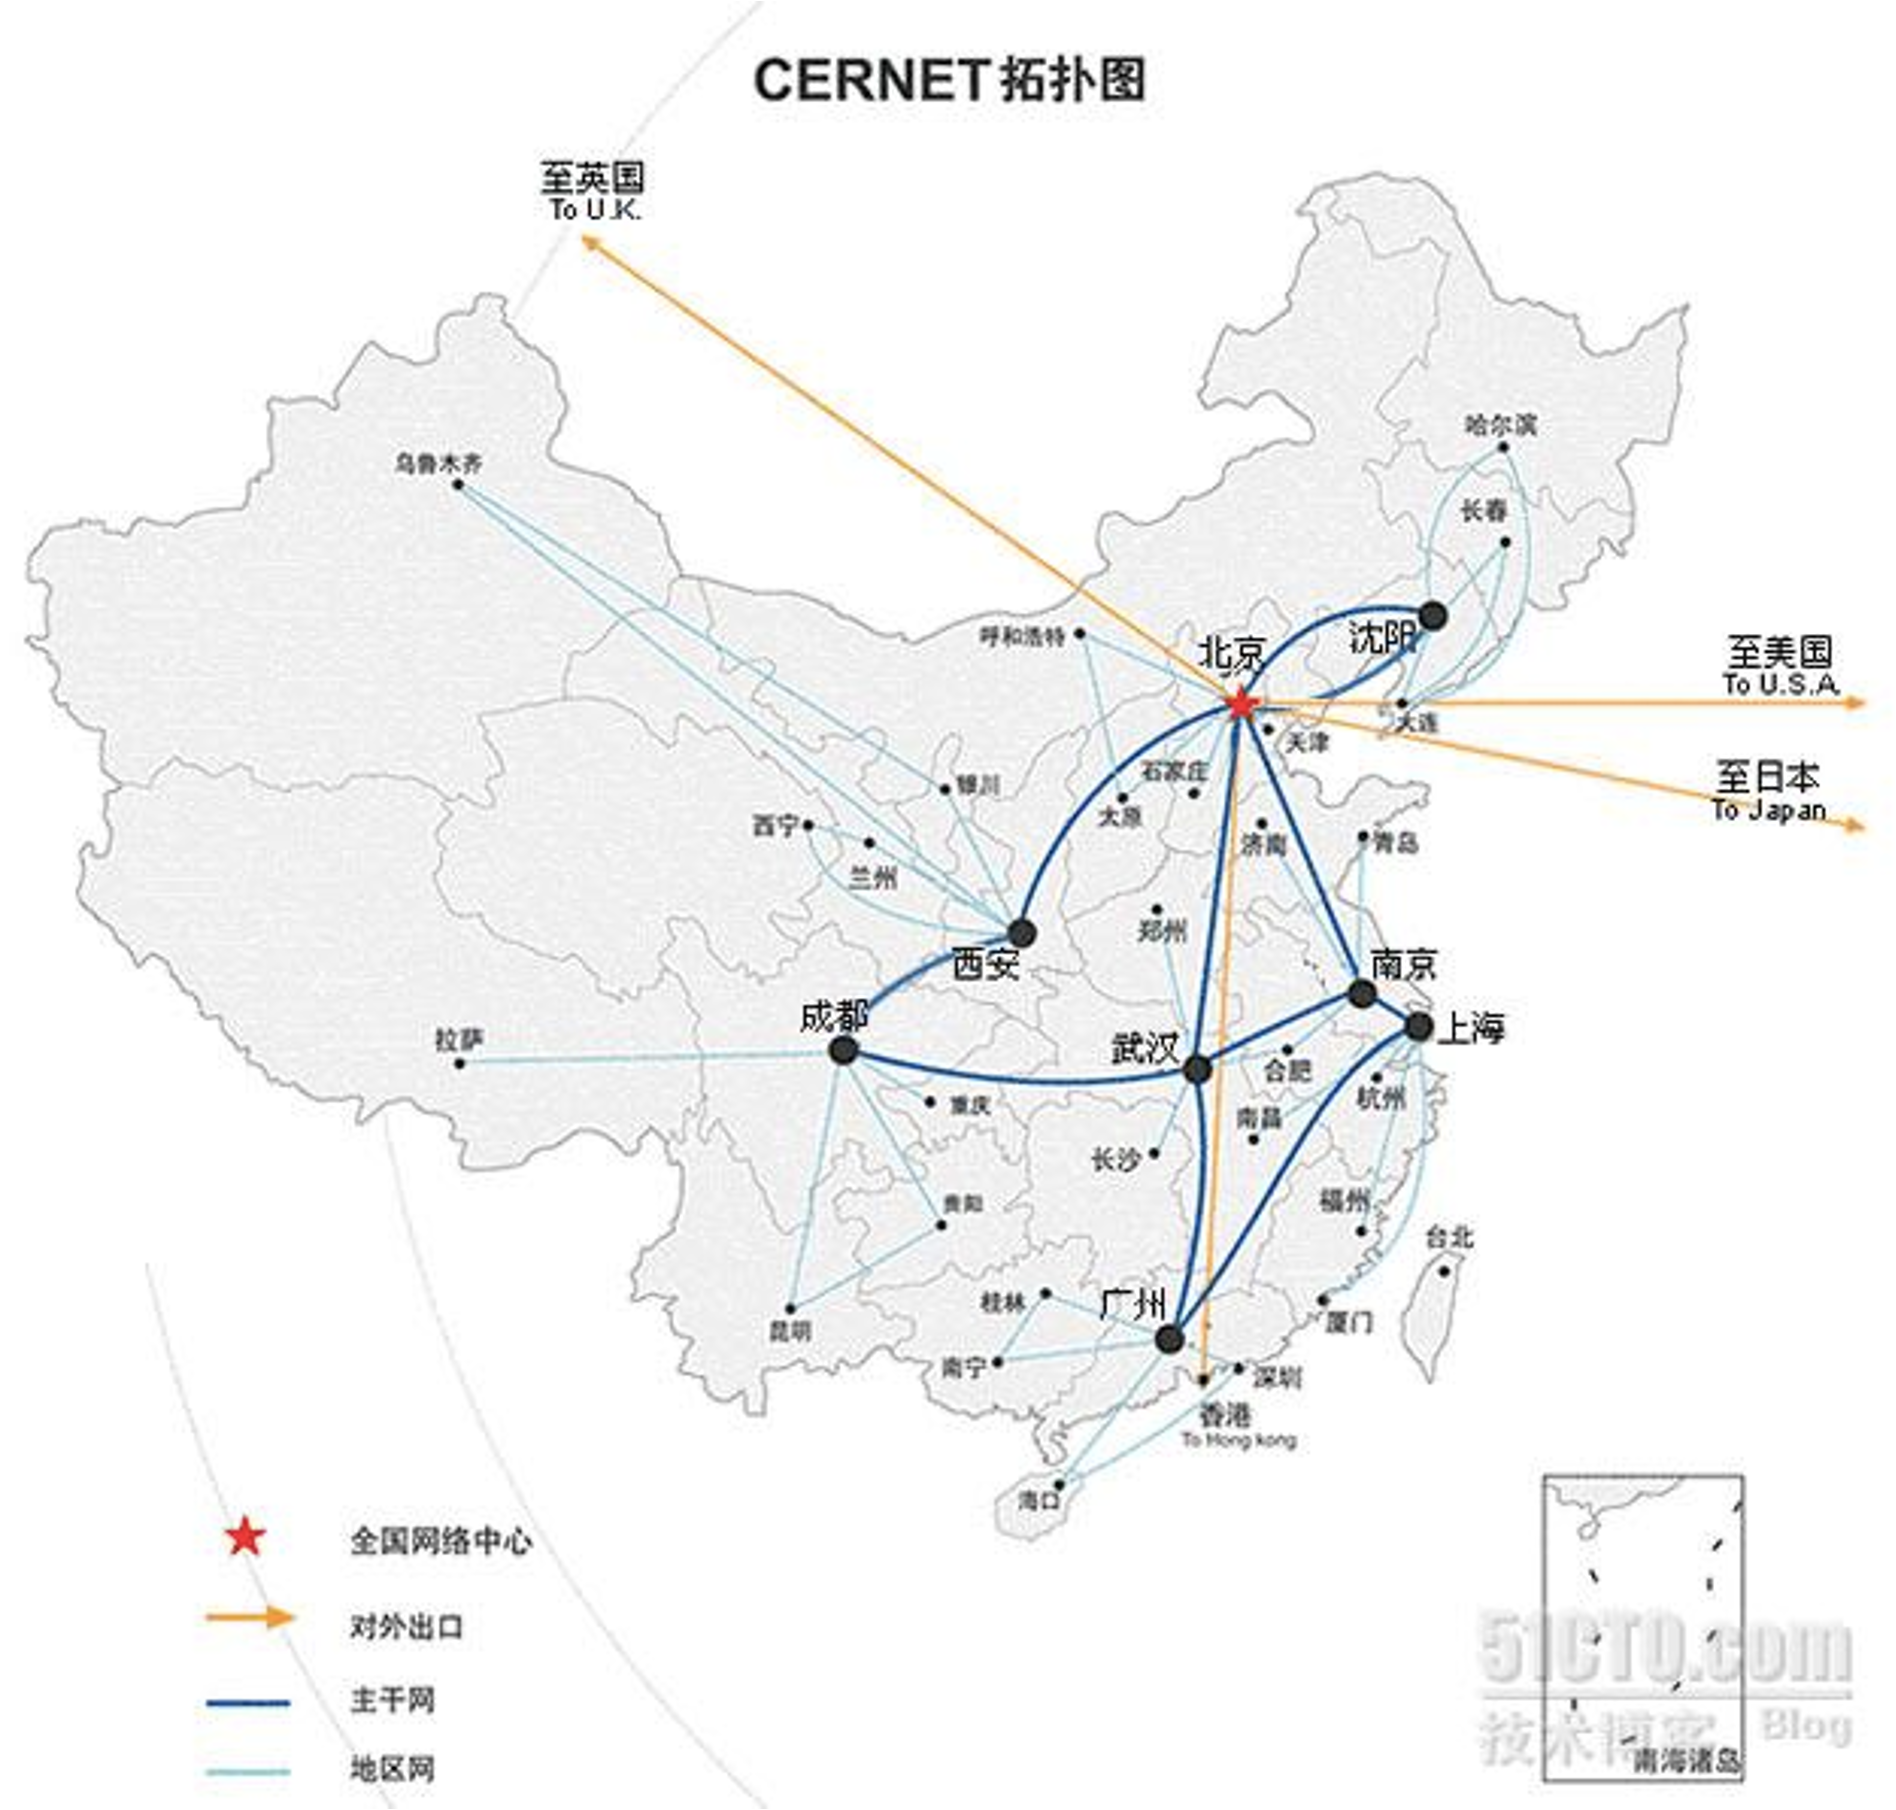 CERNET拓扑图
至英国
To U.K.
哈尔滨
乌鲁木齐
长春
呼和浩特
北京
沈阳
至美国
To U.S.A.
大连
天津
石家庄
至日本
To Japan
银川
太原
西宁
济南
青岛
兰州
郑州
西安
南京
成都
上海
拉萨
武汉
合肥
杭州
重庆
南昌
长沙
贵阳
福州
台北
桂林
广州
昆明
厦门
南宁
深圳
香港
To Hong kong
海口
全国网络中心
对外出口
主干网
地区网
51CTO.com
技术博客 Blog
南海诸岛